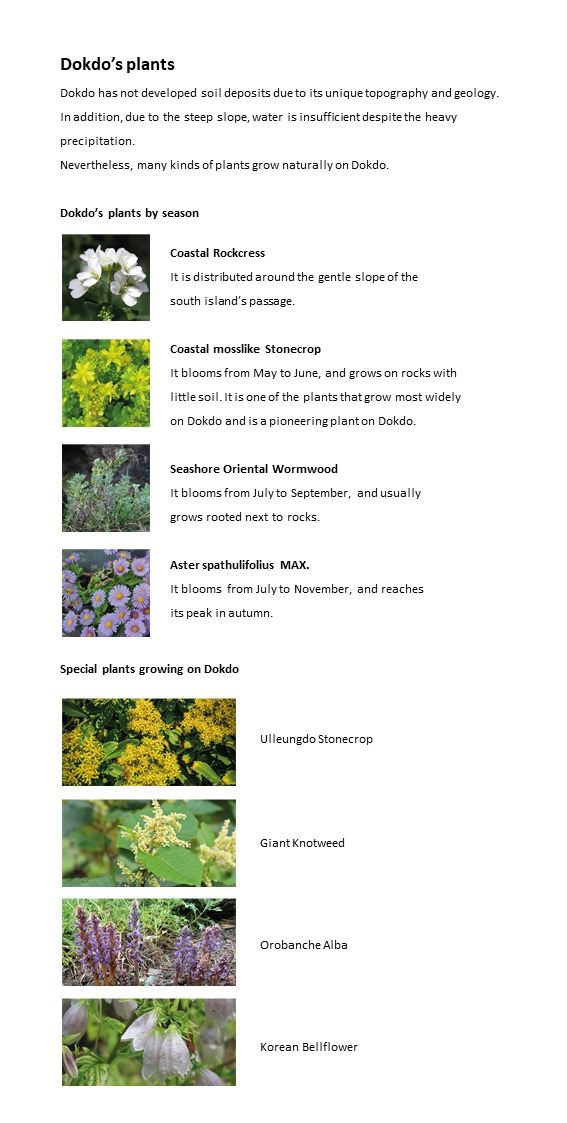 Dokdo’s plants
Dokdo has not developed soil deposits due to its unique topography and geology.
In addition, due to the steep slope, water is insufficient despite the heavy
precipitation.
Nevertheless, many kinds of plants grow naturally on Dokdo.
Dokdo’s plants by season
Coastal Rockcress
It is distributed around the gentle slope of the
south island’s passage.
Coastal mosslike Stonecrop
It blooms from May to June, and grows on rocks with
little soil. It is one of the plants that grow most widely
on Dokdo and is a pioneering plant on Dokdo.
Seashore Oriental Wormwood
It blooms from July to September, and usually
grows rooted next to rocks.
Aster spathulifolius MAX.
It blooms from July to November, and reaches
its peak in autumn.
Special plants growing on Dokdo
Ulleungdo Stonecrop
Giant Knotweed
Orobanche Alba
Korean Bellflower